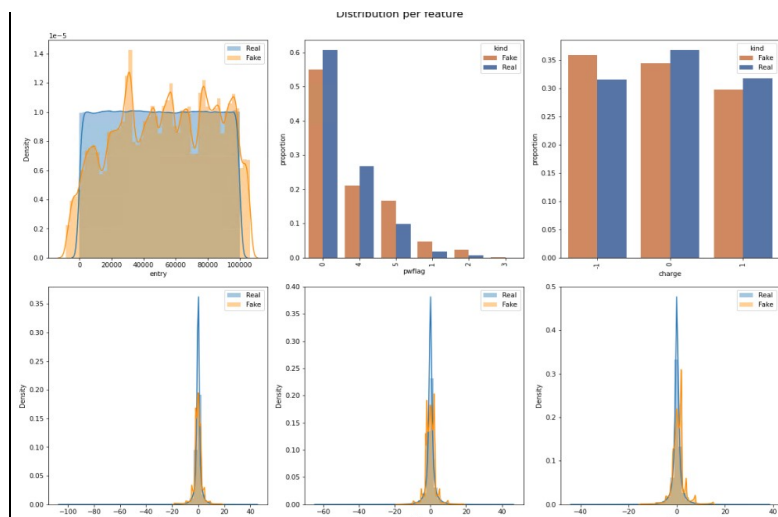 Distribution per feature
1e−5
Real
Fake
1.4
1.2
1.0
0.8
0.6
0.4
0.2
0.0
Density
0 20000 40000 60000 80000 100000
entry
kind
Fake
Real
0.6
0.5
0.4
0.3
0.2
0.1
0.0
proportion
0 4 5 1 2 3
pwflag
kind
Fake
Real
0.35
0.30
0.25
0.20
0.15
0.10
0.05
0.00
proportion
-1 0 1
charge
Real
Fake
0.35
0.30
0.25
0.20
0.15
0.10
0.05
0.00
Density
−100 −80 −60 −40 −20 0 20 40
Real
Fake
0.40
0.35
0.30
0.25
0.20
0.15
0.10
0.05
0.00
Density
−60 −40 −20 0 20 40
Real
Fake
0.5
0.4
0.3
0.2
0.1
0.0
Density
−40 −20 0 20 40